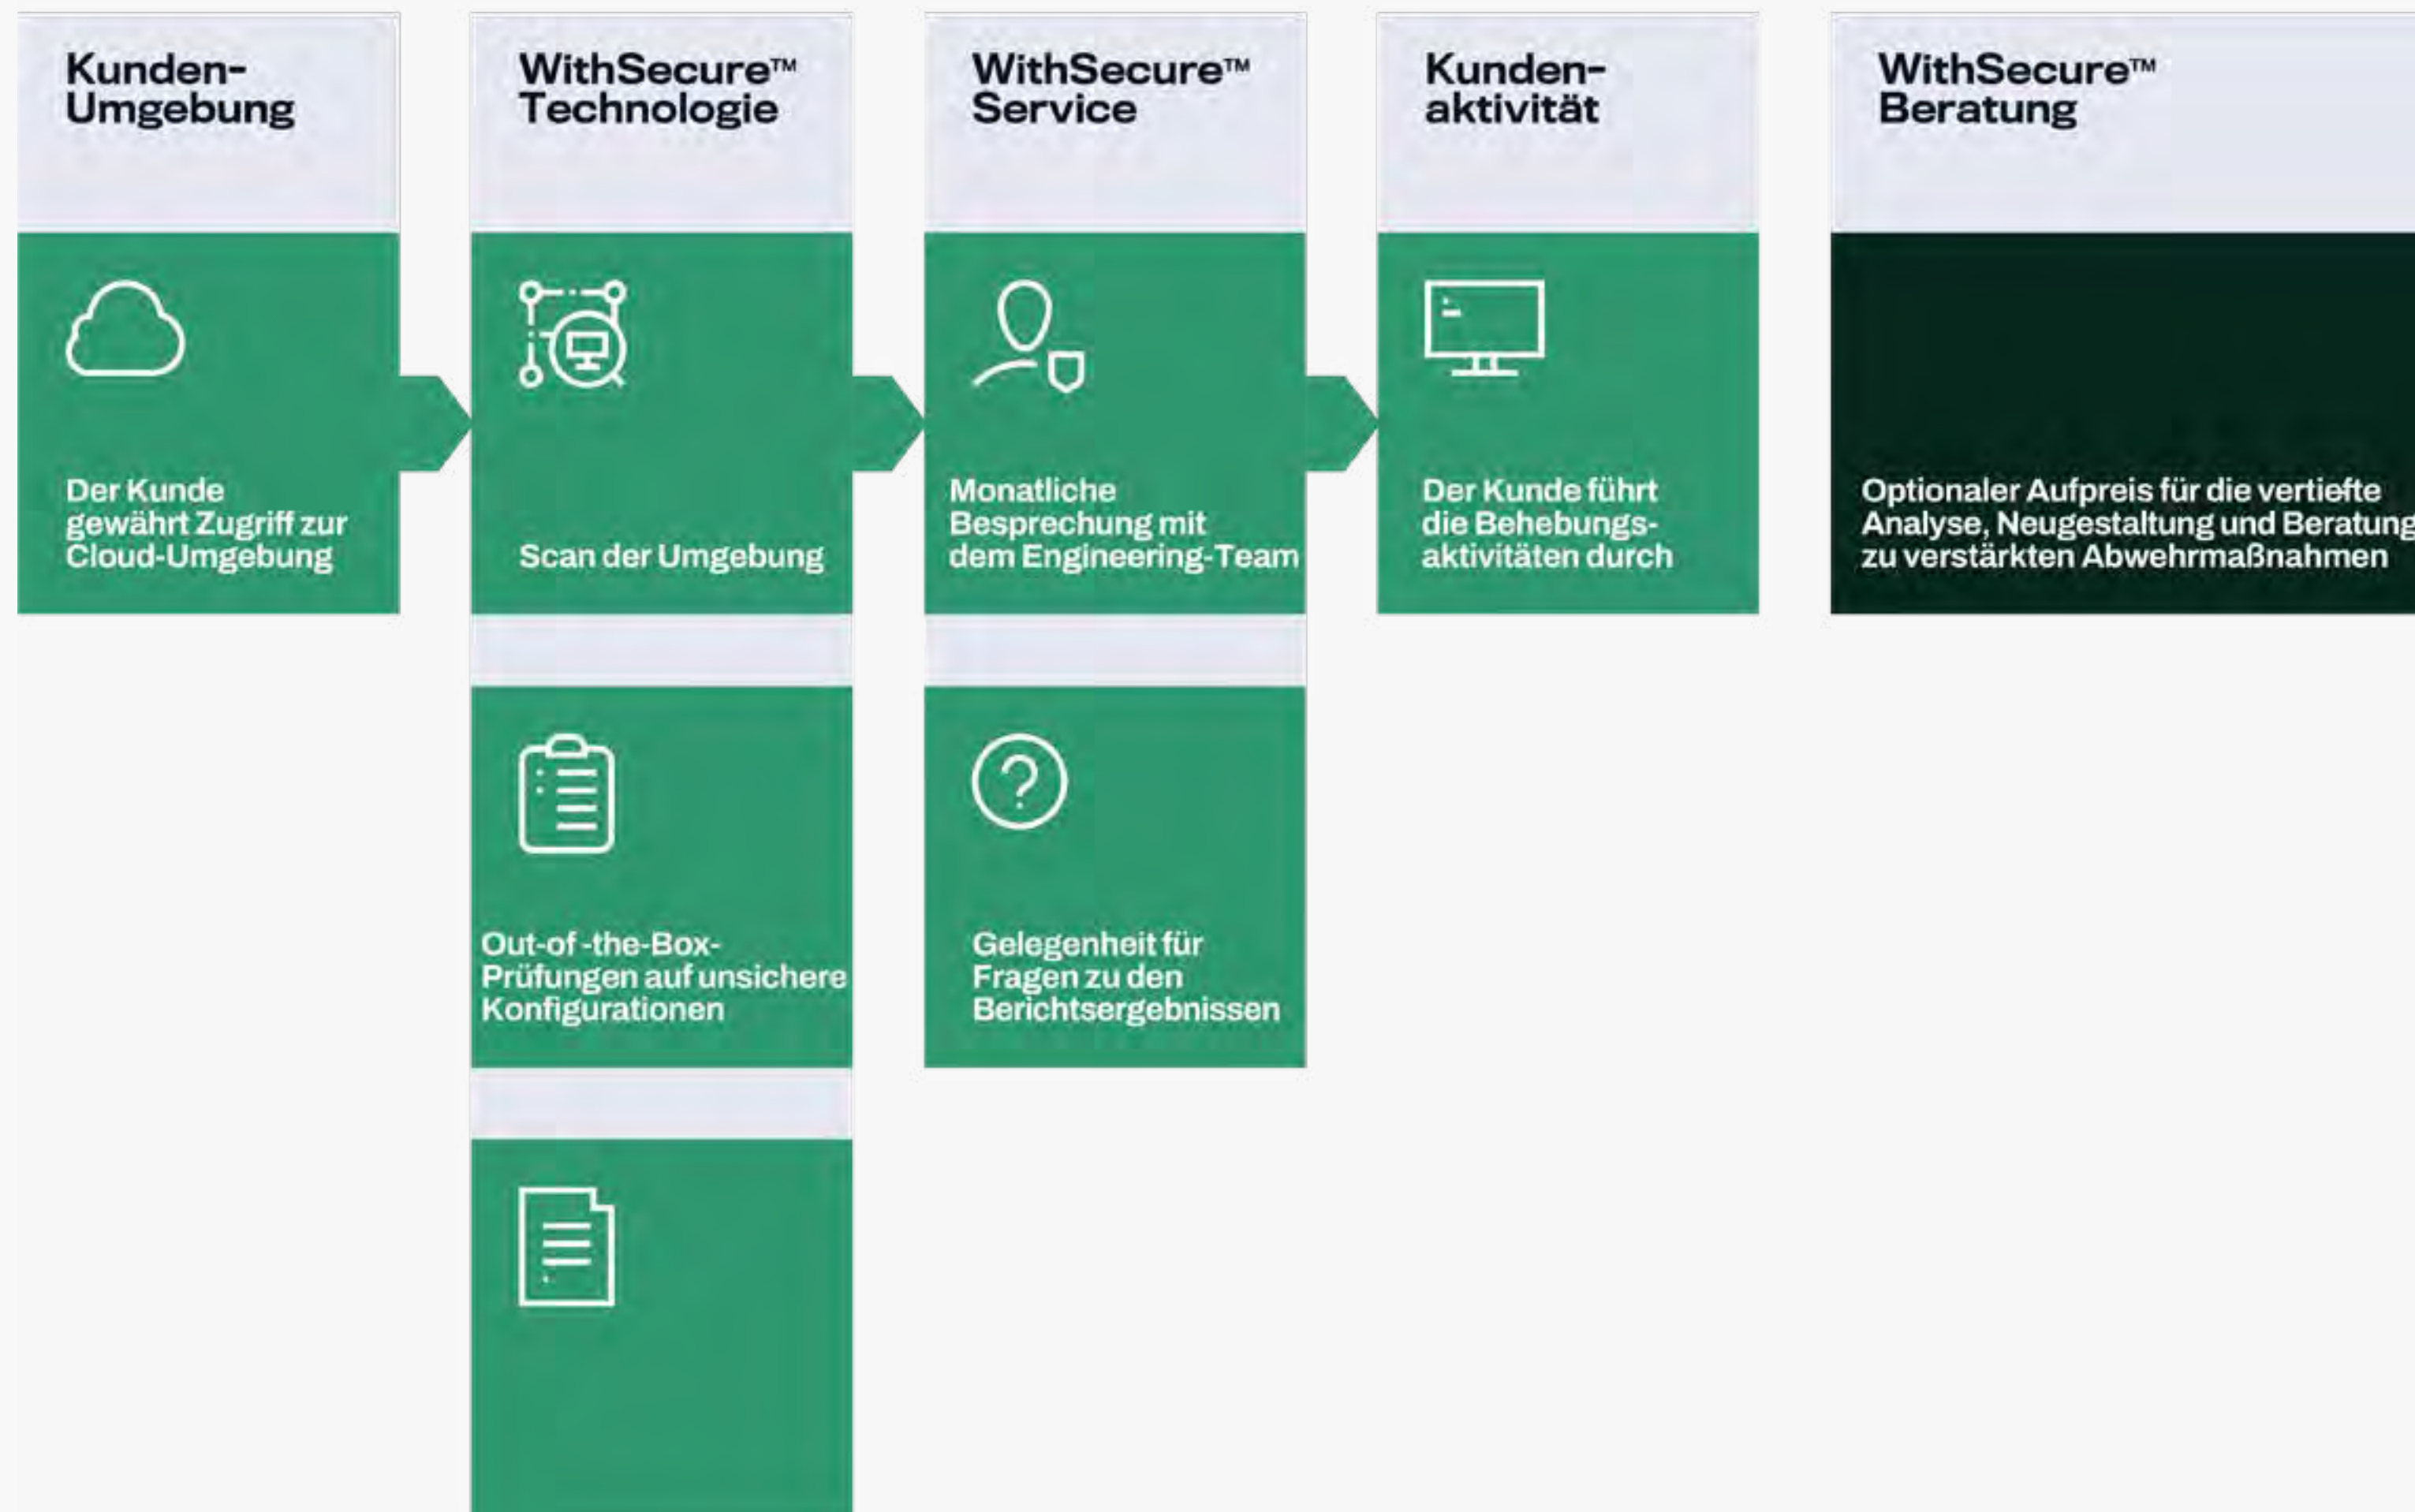 Kunden-
Umgebung
Der Kunde
gewährt Zugriff zur
Cloud-Umgebung
WithSecure™
Technologie
Scan der Umgebung
Out-of -the-Box-
Prüfungen auf unsichere
Konfigurationen
WithSecure™
Service
Monatliche
Besprechung mit
dem Engineering-Team
Gelegenheit für
Fragen zu den
Berichtsergebnissen
Kunden-
aktivität
Der Kunde führt
die Behebungs-
aktivitäten durch
WithSecure™
Beratung
Optionaler Aufpreis für die vertiefte
Analyse, Neugestaltung und Beratung
zu verstärkten Abwehrmaßnahmen